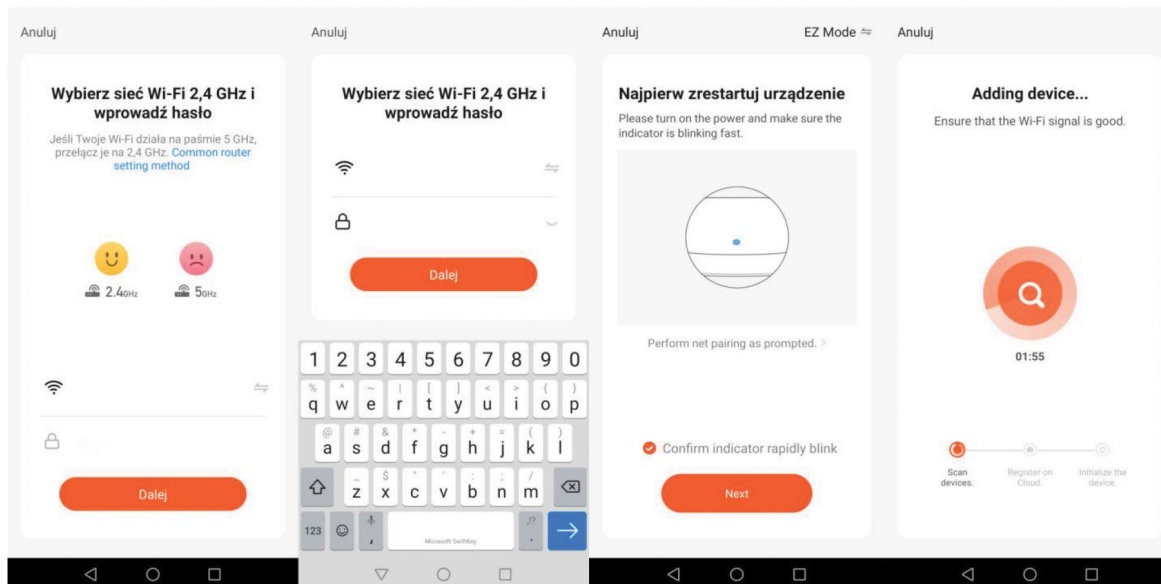 Anuluj
Wybierz sieć Wi-Fi 2,4 GHz i
wprowadź hasło
Jeśli Twoje Wi-Fi działa na paśmie 5 GHz,
przełącz je na 2,4 GHz. Common router
setting method
2.4GHz
5GHz
Dalej
Anuluj
Wybierz sieć Wi-Fi 2,4 GHz i
wprowadź hasło
Dalej
1 2 3 4 5 6 7 8 9 0
% ^ ~ | [ ] < > { }
q w e r t y u i o p
@ # & * - + = ( )
a s d f g h j k l
_ $ " ' : ; /
z x c v b n m
123 , Microsoft SwiftKey ,!? .
Anuluj
EZ Mode
Najpierw zrestartuj urządzenie
Please turn on the power and make sure the
indicator is blinking fast.
Perform net pairing as prompted. >
Confirm indicator rapidly blink
Next
Anuluj
Adding device...
Ensure that the Wi-Fi signal is good.
01:55
Scan
devices.
Register on
Cloud.
Initialize the
device.